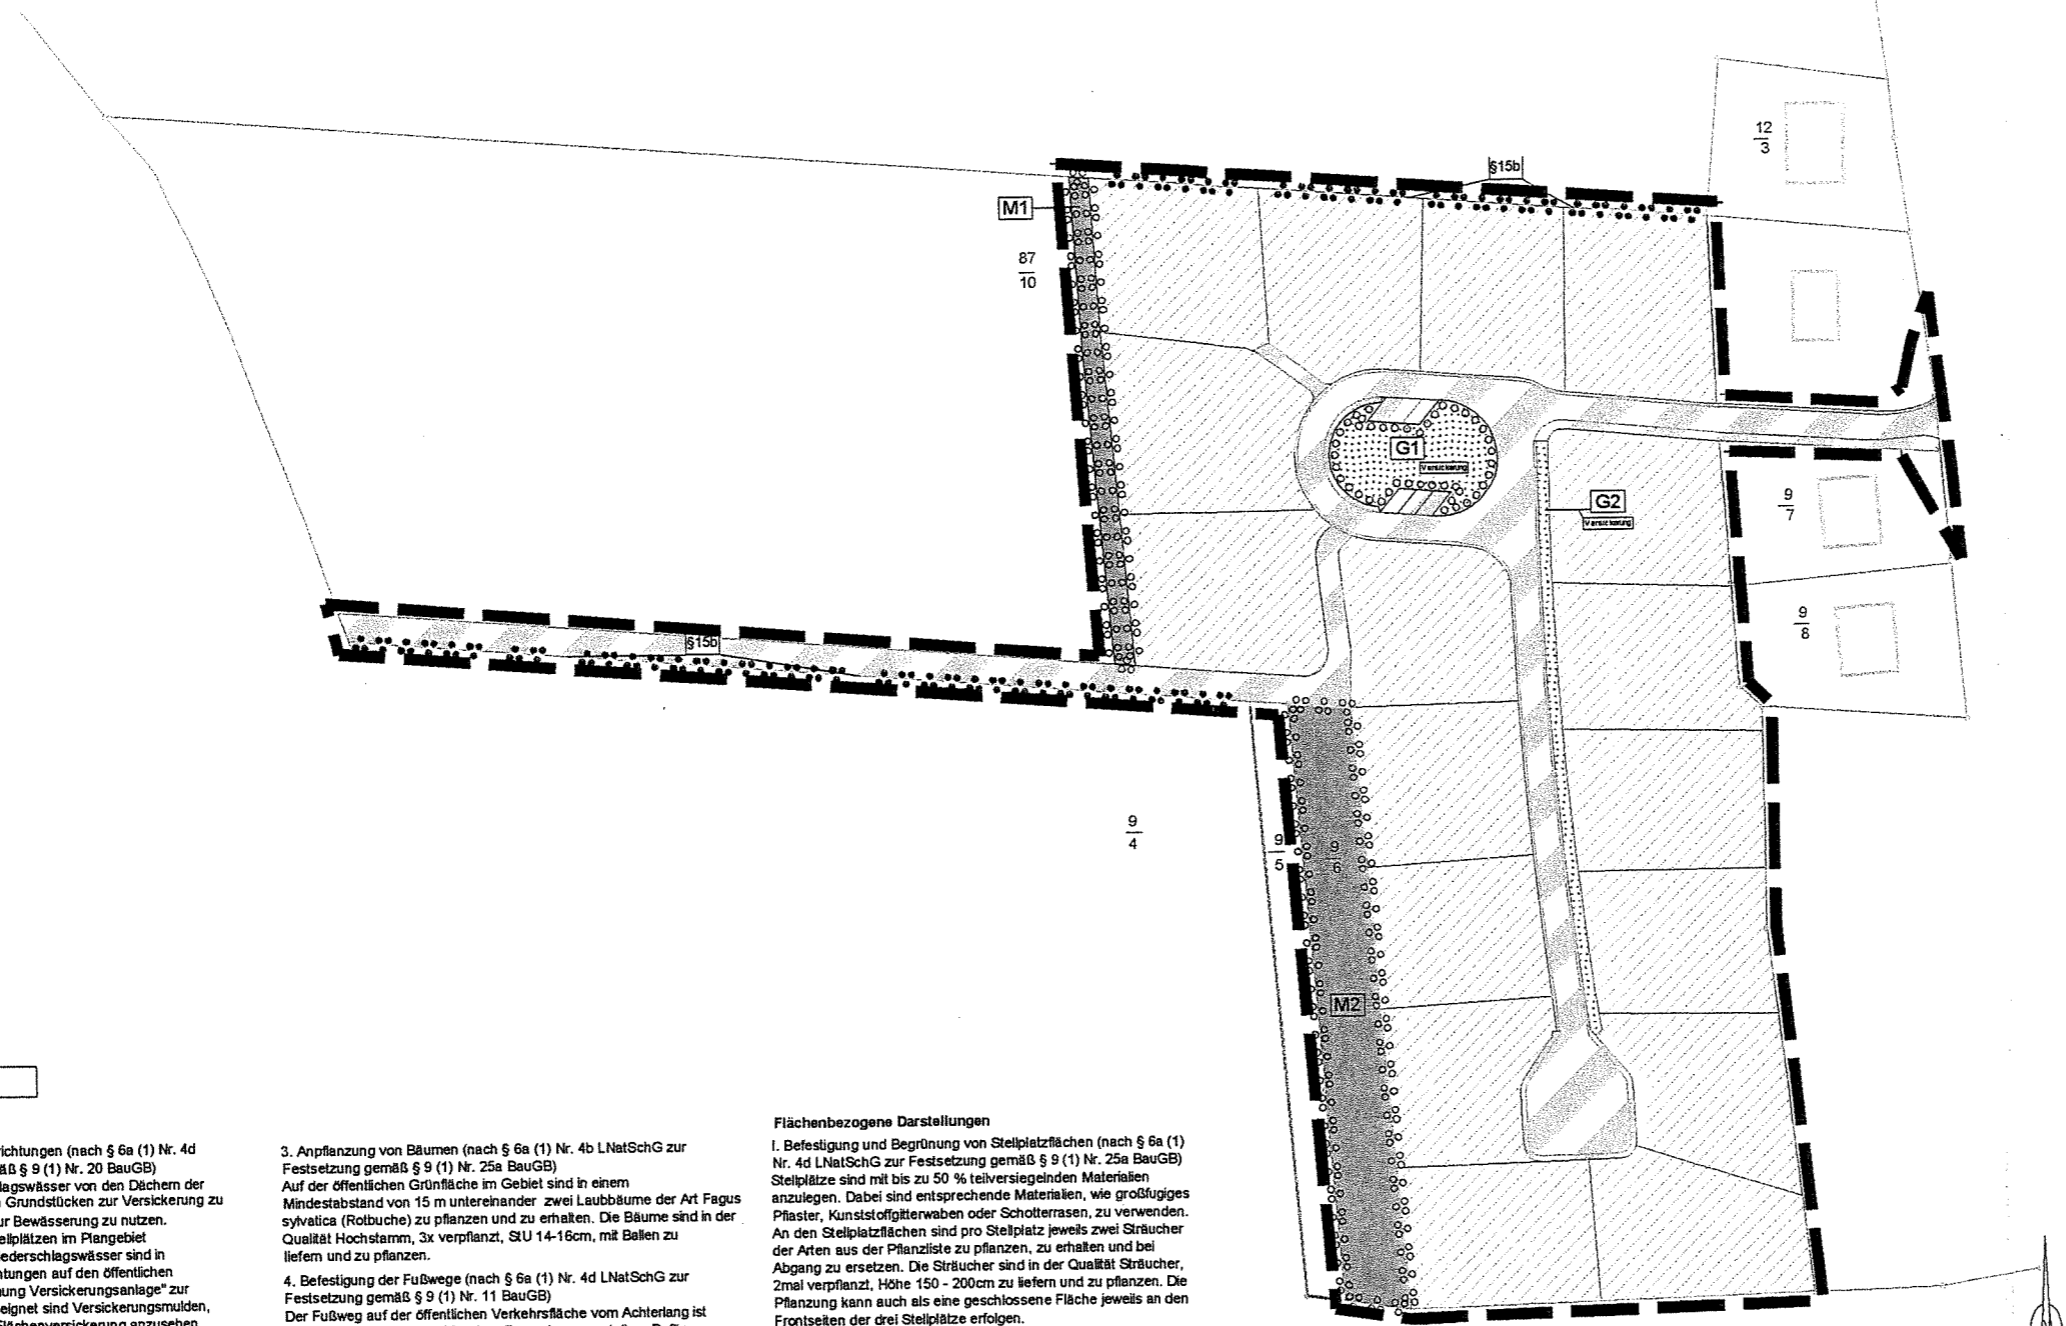 12
3
§15b
M1
87
10
G1
Versickerung
G2
Versickerung
9
7
9
8
§15b
9
4
9
5
9
6
M2
richtungen (nach § 6a (1) Nr. 4d
äß § 9 (1) Nr. 20 BauGB)
lagswässer von den Dächern der
Grundstücken zur Versickerung zu
ur Bewässerung zu nutzen.
ellplätzen im Plangebiet
iederschlagswässer sind in
htungen auf den öffentlichen
ung Versickerungsanlage" zur
eignet sind Versickerungsmulden,
Flächenversickerung anzusehen
3. Anpflanzung von Bäumen (nach § 6a (1) Nr. 4b LNatSchG zur
Festsetzung gemäß § 9 (1) Nr. 25a BauGB)
Auf der öffentlichen Grünfläche im Gebiet sind in einem
Mindestabstand von 15 m untereinander zwei Laubbäume der Art Fagus
sylvatica (Rotbuche) zu pflanzen und zu erhalten. Die Bäume sind in der
Qualität Hochstamm, 3x verpflanzt, StU 14-16cm, mit Ballen zu
liefern und zu pflanzen.
4. Befestigung der Fußwege (nach § 6a (1) Nr. 4d LNatSchG zur
Festsetzung gemäß § 9 (1) Nr. 11 BauGB)
Der Fußweg auf der öffentlichen Verkehrsfläche vom Achterlang ist
Flächenbezogene Darstellungen
I. Befestigung und Begrünung von Stellplatzflächen (nach § 6a (1)
Nr. 4d LNatSchG zur Festsetzung gemäß § 9 (1) Nr. 25a BauGB)
Stellplätze sind mit bis zu 50 % teilversiegelnden Materialien
anzulegen. Dabei sind entsprechende Materialien, wie großfugiges
Pflaster, Kunststoffgitterwaben oder Schotterrasen, zu verwenden.
An den Stellplatzflächen sind pro Stellplatz jeweils zwei Sträucher
der Arten aus der Pflanzliste zu pflanzen, zu erhalten und bei
Abgang zu ersetzen. Die Sträucher sind in der Qualität Sträucher,
2mal verpflanzt, Höhe 150 - 200cm zu liefern und zu pflanzen. Die
Pflanzung kann auch als eine geschlossene Fläche jeweils an den
Frontseiten der drei Stellplätze erfolgen.